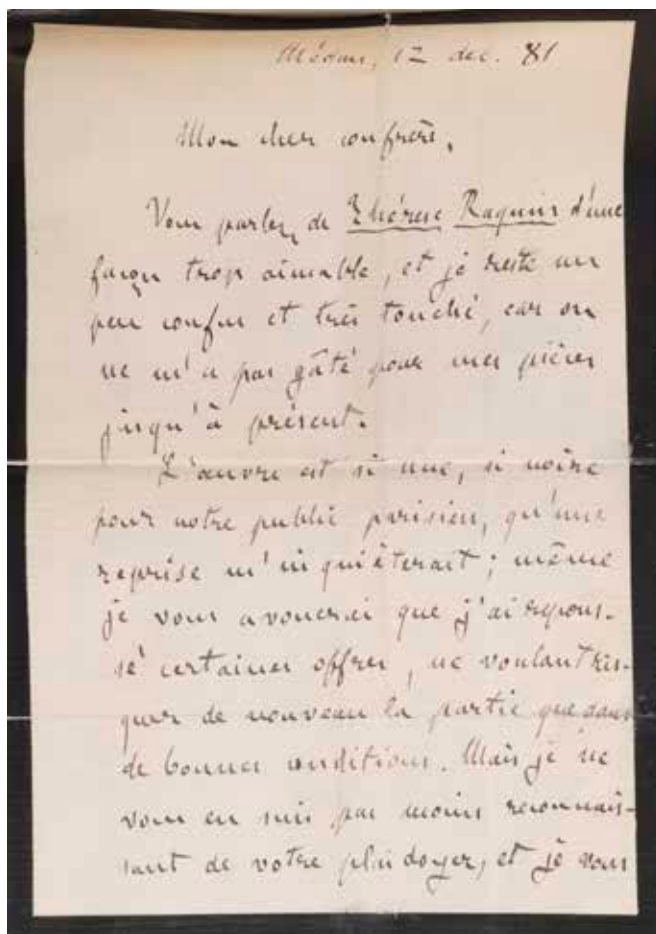 Médan, 12 déc. 81
Mon cher confrère,
Vous parlez de Thérèse Raquin d'une
façon trop aimable, et je reste un
peu confus et très touché, car on
ne m'a pas gâté pour mes pièces
jusqu'à présent.
L'œuvre est si nue, si noire
pour notre public parisien, qu'une
reprise m'inquiéterait ; même
je vous avouerai que j'ai repous-
sé certaines offres, ne voulant ris-
quer de nouveau la partie que dans
de bonnes conditions. Mais je ne
vous en suis pas moins reconnais-
sant de votre plaidoyer, et je vous